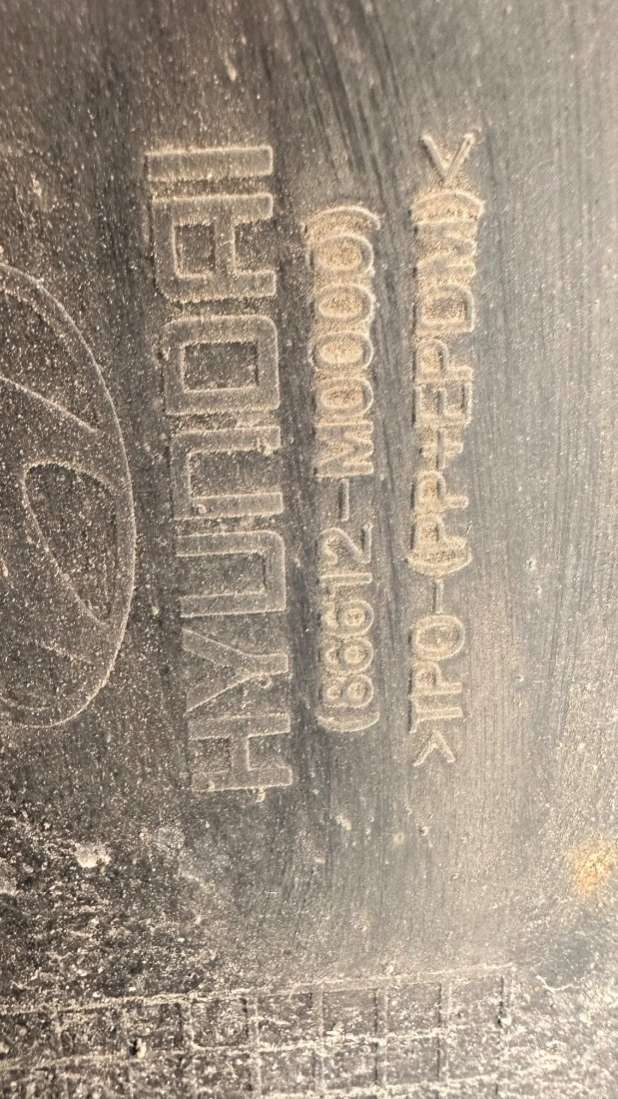 HYUNDAI
(86612-M0000)
>TPO-(PP+EPDM)<